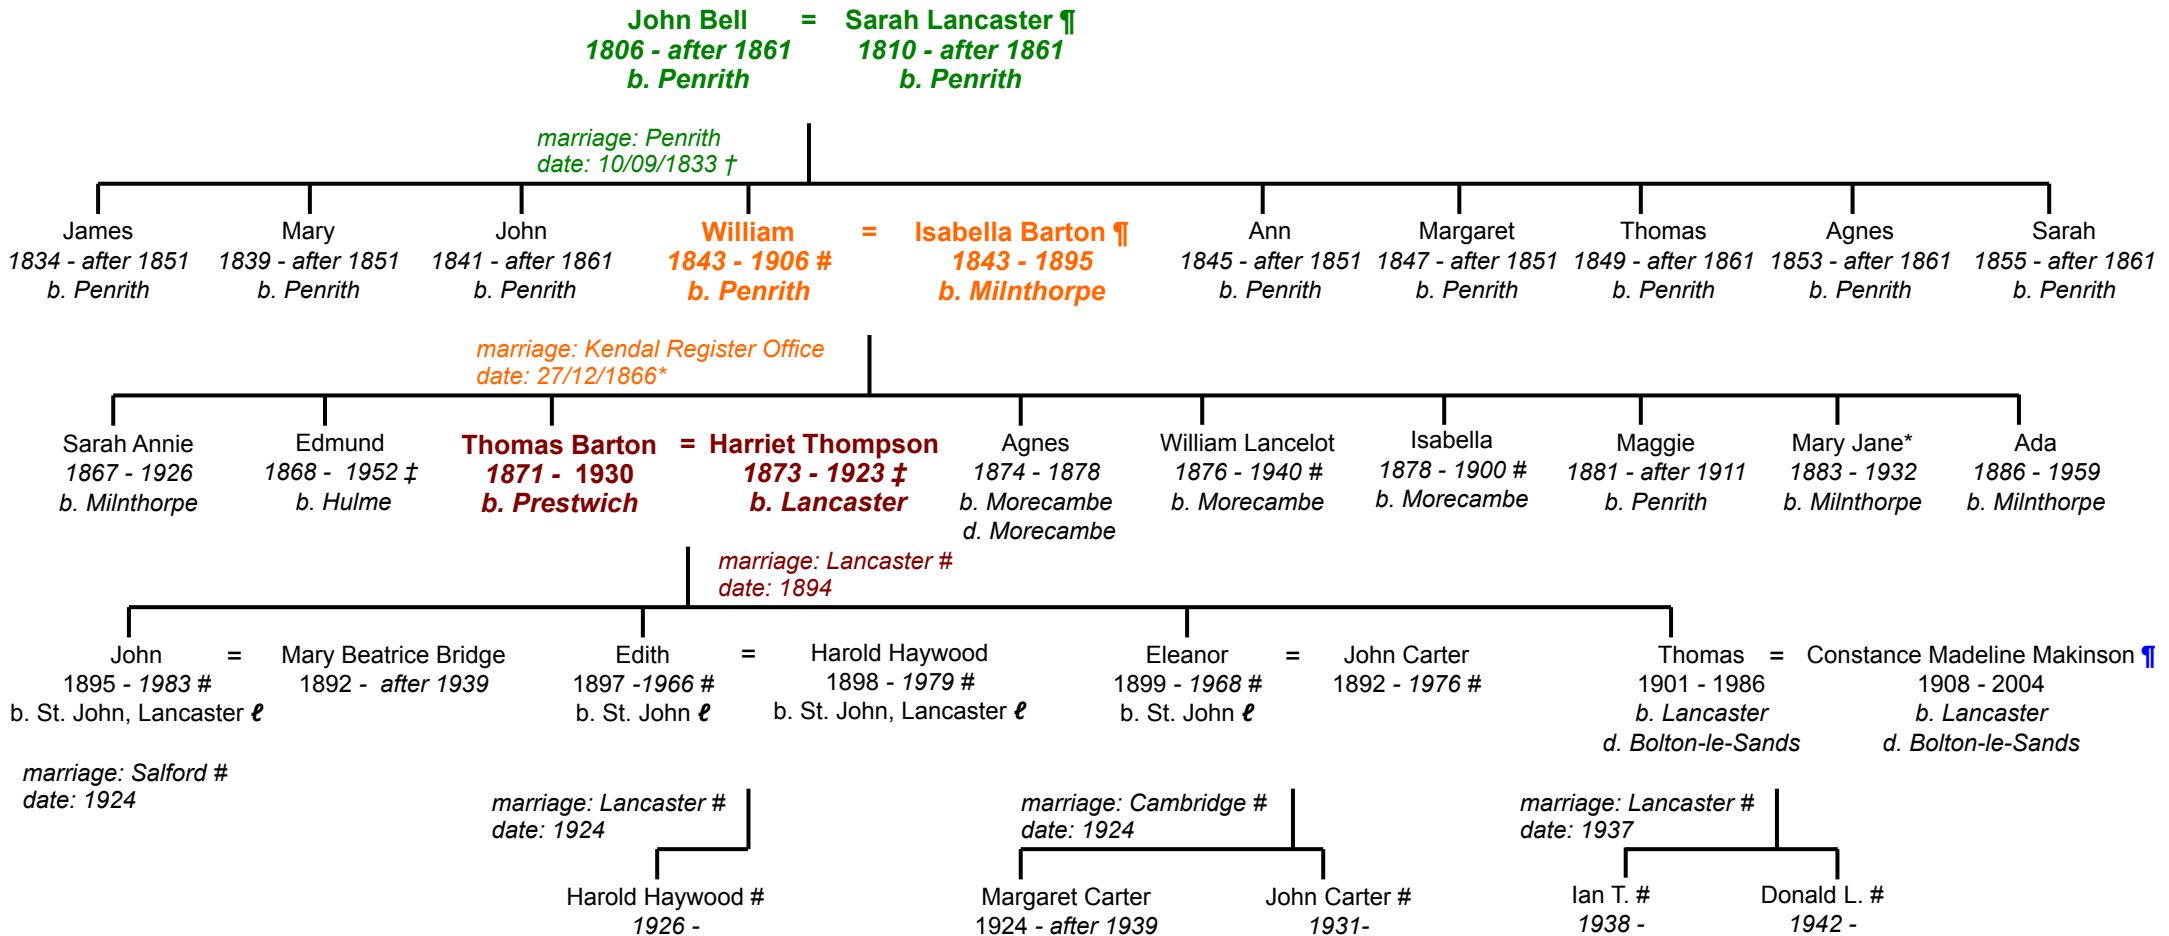 John Bell = Sarah Lancaster ¶
1806 - after 1861 1810 - after 1861
b. Penrith b. Penrith
marriage: Penrith
date: 10/09/1833 †
James Mary John William = Isabella Barton ¶ Ann Margaret Thomas Agnes Sarah
1834 - after 1851 1839 - after 1851 1841 - after 1861 1843 - 1906 # 1843 - 1895 1845 - after 1851 1847 - after 1851 1849 - after 1861 1853 - after 1861 1855 - after 1861
b. Penrith b. Penrith b. Penrith b. Penrith b. Milnthorpe b. Penrith b. Penrith b. Penrith b. Penrith b. Penrith
marriage: Kendal Register Office
date: 27/12/1866*
Sarah Annie Edmund Thomas Barton = Harriet Thompson Agnes William Lancelot Isabella Maggie Mary Jane* Ada
1867 - 1926 1868 - 1952 ‡ 1871 - 1930 1873 - 1923 ‡ 1874 - 1878 1876 - 1940 # 1878 - 1900 # 1881 - after 1911 1883 - 1932 1886 - 1959
b. Milnthorpe b. Hulme b. Prestwich b. Lancaster b. Morecambe b. Morecambe b. Morecambe b. Penrith b. Milnthorpe b. Milnthorpe
d. Morecambe
marriage: Lancaster #
date: 1894
John = Mary Beatrice Bridge Edith = Harold Haywood Eleanor = John Carter Thomas = Constance Madeline Makinson ¶
1895 - 1983 # 1892 - after 1939 1897 -1966 # 1898 - 1979 # 1899 - 1968 # 1892 - 1976 # 1901 - 1986 1908 - 2004
b. St. John, Lancaster ℓ b. St. John ℓ b. St. John, Lancaster ℓ b. St. John ℓ b. Lancaster b. Lancaster
d. Bolton-le-Sands d. Bolton-le-Sands
marriage: Salford #
date: 1924
marriage: Lancaster # marriage: Cambridge # marriage: Lancaster #
date: 1924 date: 1924 date: 1937
Harold Haywood # Margaret Carter John Carter # Ian T. # Donald L. #
1926 - 1924 - after 1939 1931- 1938 - 1942 -